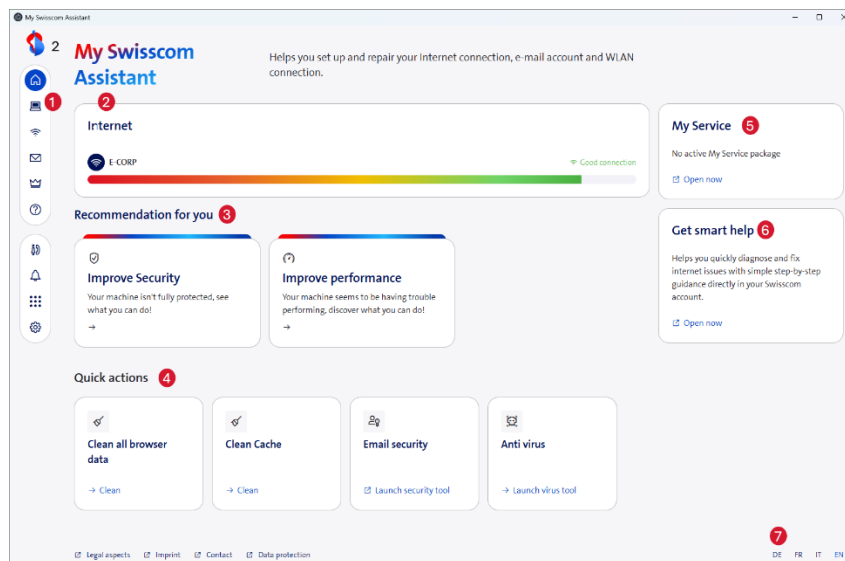 My Swisscom Assistant
2
My Swisscom
Assistant
Helps you set up and repair your Internet connection, e-mail account and WLAN
connection.
1
2
Internet
E-CORP
Good connection
My Service 5
No active My Service package
Open now
Recommendation for you 3
Improve Security
Your machine isn't fully protected, see
what you can do!
Improve performance
Your machine seems to be having trouble
performing, discover what you can do!
Get smart help 6
Helps you quickly diagnose and fix
internet issues with simple step-by-step
guidance directly in your Swisscom
account.
Open now
Quick actions 4
Clean all browser
data
→ Clean
Clean Cache
→ Clean
Email security
Launch security tool
Anti virus
→ Launch virus tool
7
Legal aspects Imprint Contact Data protection
DE FR IT EN